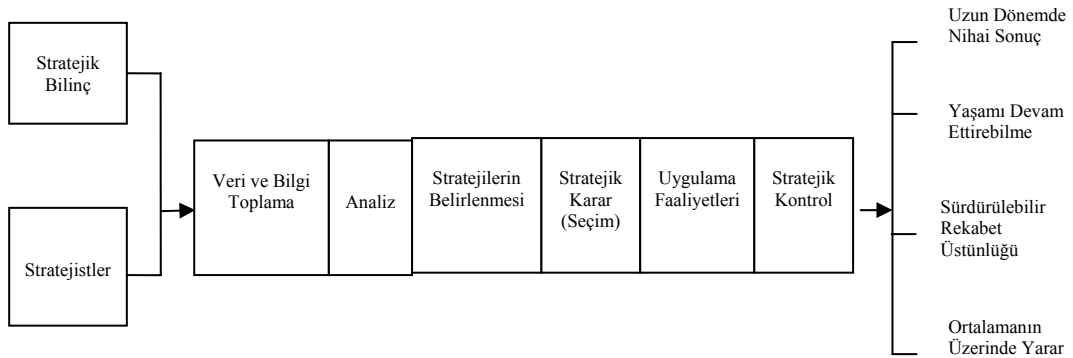 Stratejik
Bilinç
Stratejistler
Veri ve Bilgi
Toplama
Analiz
Stratejilerin
Belirlenmesi
Stratejik
Karar
(Seçim)
Uygulama
Faaliyetleri
Stratejik
Kontrol
Uzun Dönemde
Nihai Sonuç
Yaşamı Devam
Ettirebilme
Sürdürülebilir
Rekabet
Üstünlüğü
Ortalamanın
Üzerinde Yarar